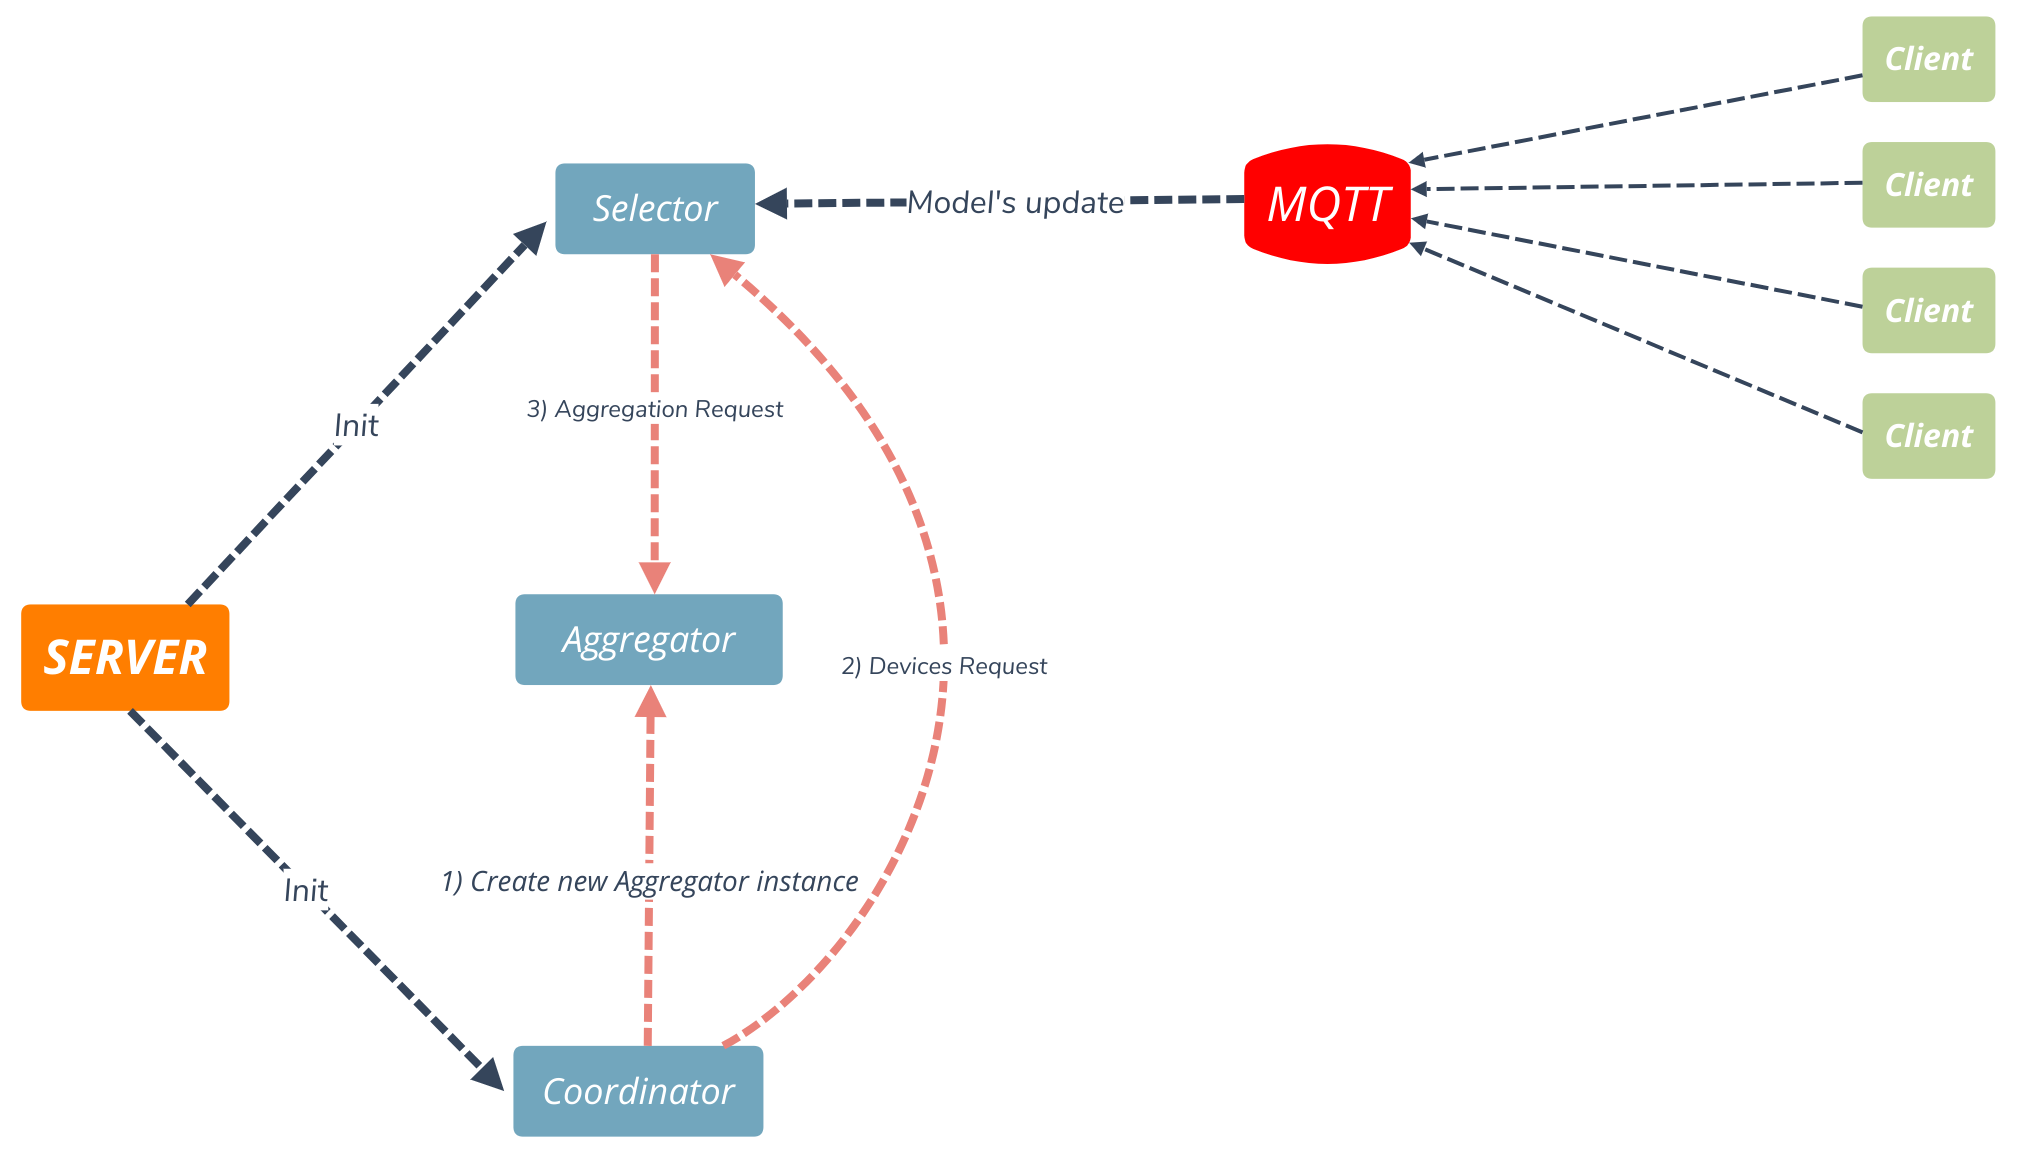 Client
Client
Selector
Model's update
MQTT
Client
Init
3) Aggregation Request
Client
SERVER
Aggregator
2) Devices Request
Init
1) Create new Aggregator instance
Coordinator